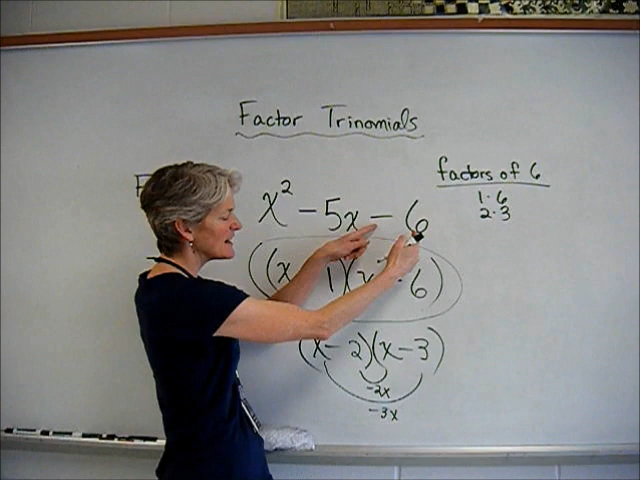 Factor Trinomials
factors of 6
1·6
2·3
x² - 5x - 6
(x 1)(x - 6)
(x - 2)(x - 3)
-2x
-3x